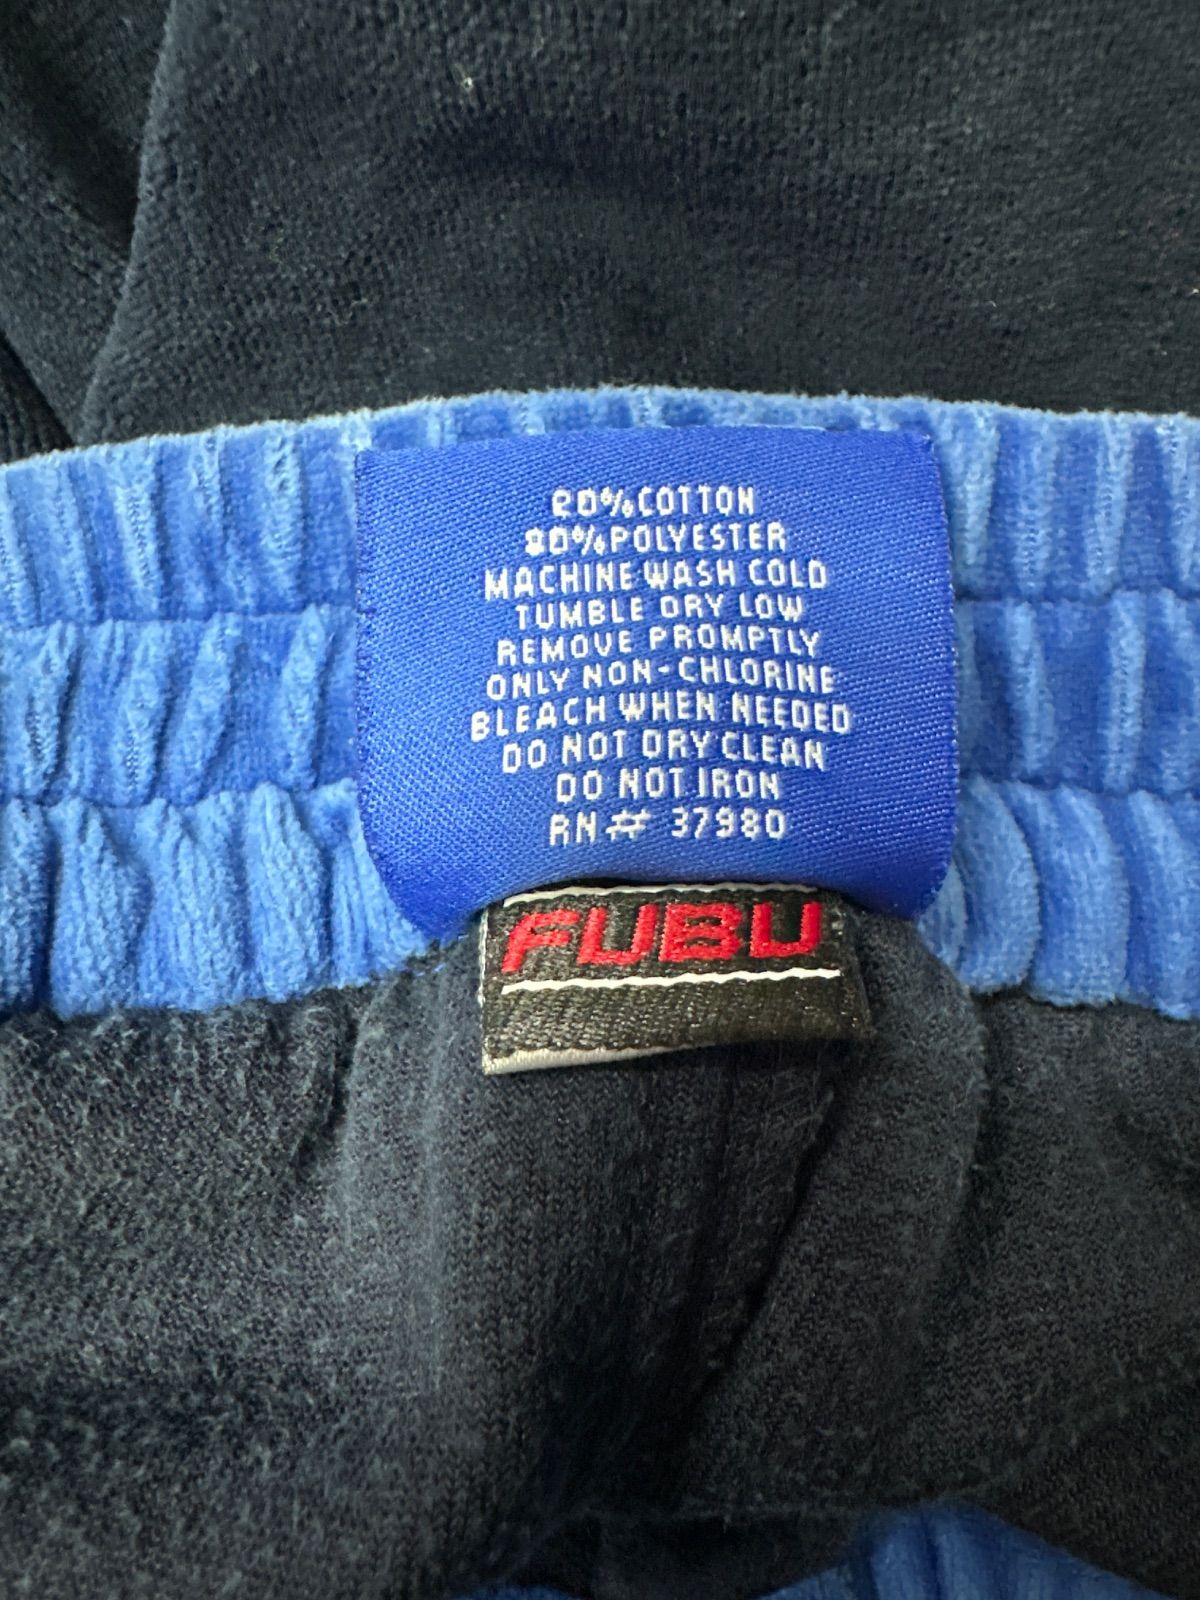 20% COTTON
80% POLYESTER
MACHINE WASH COLD
TUMBLE DRY LOW
REMOVE PROMPTLY
ONLY NON-CHLORINE
BLEACH WHEN NEEDED
DO NOT DRY CLEAN
DO NOT IRON
RN# 37980
FUBU